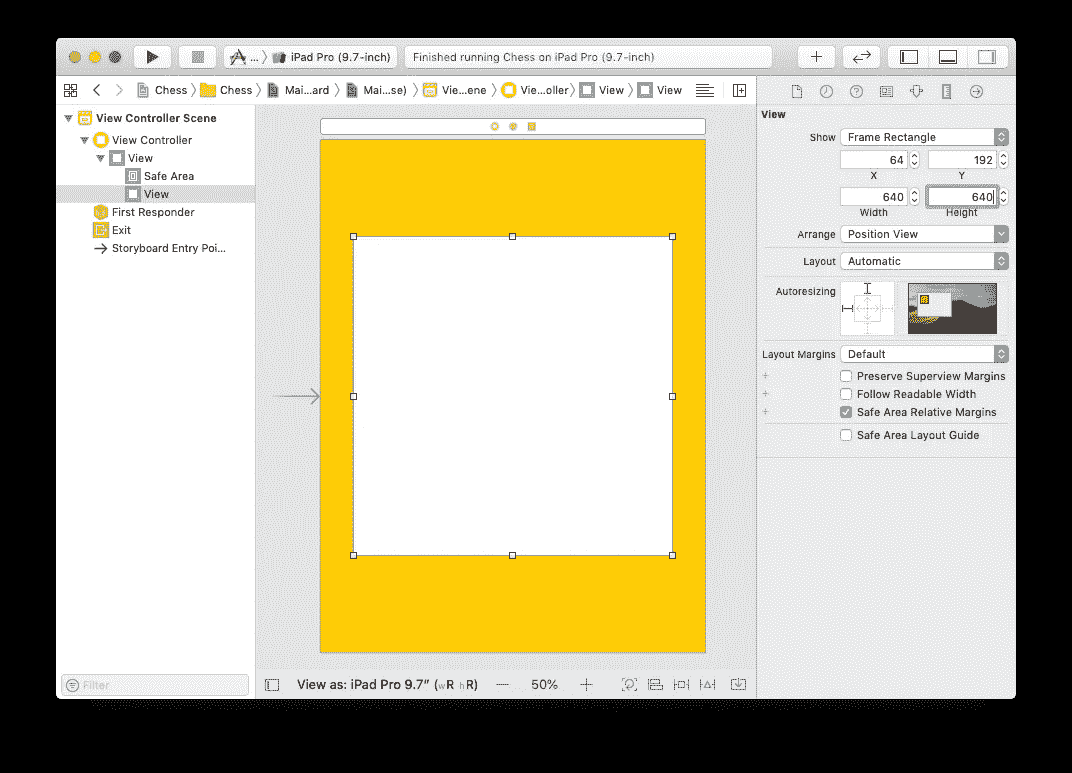 ... iPad Pro (9.7-inch) Finished running Chess on iPad Pro (9.7-inch)
Chess Chess Mai...ard Mai...se) Vie...ene Vie...oller View View
View Controller Scene
View Controller
View
Safe Area
View
First Responder
Exit
Storyboard Entry Poi...
Filter
View as: iPad Pro 9.7" (wR hR) — 50% +
View
Show Frame Rectangle
64 192
X Y
640 640
Width Height
Arrange Position View
Layout Automatic
Autoresizing
Layout Margins Default
+ Preserve Superview Margins
+ Follow Readable Width
+ Safe Area Relative Margins
Safe Area Layout Guide